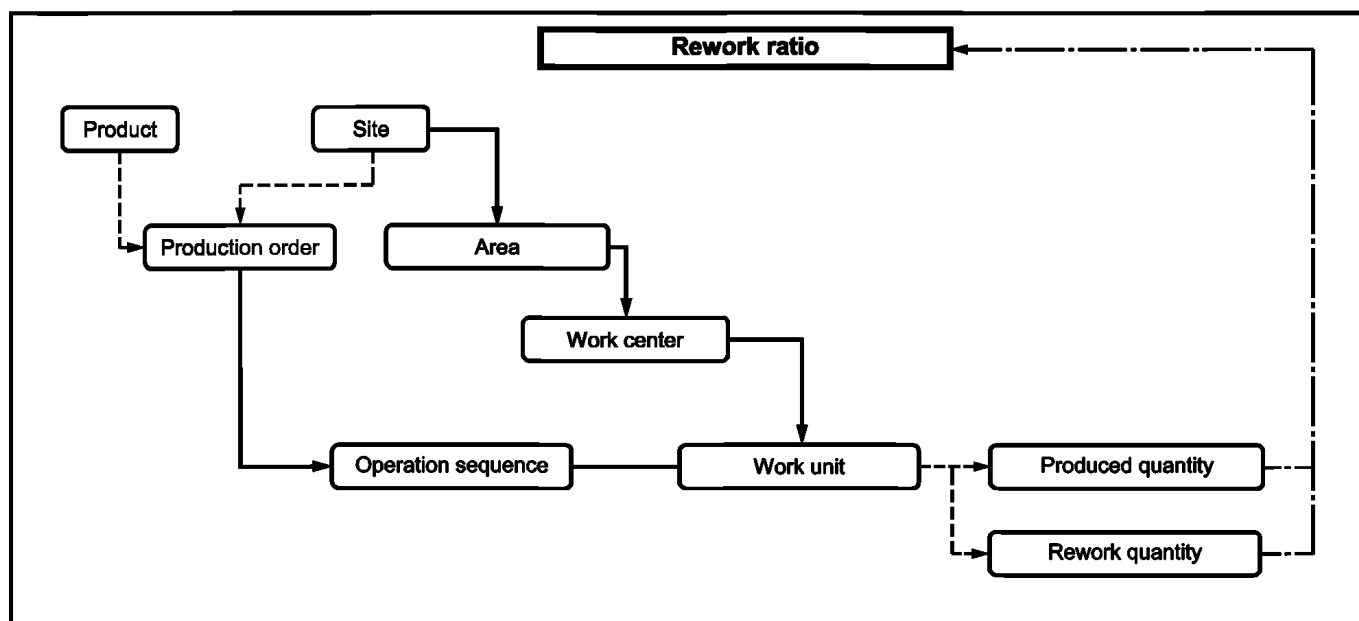 Rework ratio
Product
Site
Production order
Area
Work center
Operation sequence
Work unit
Produced quantity
Rework quantity